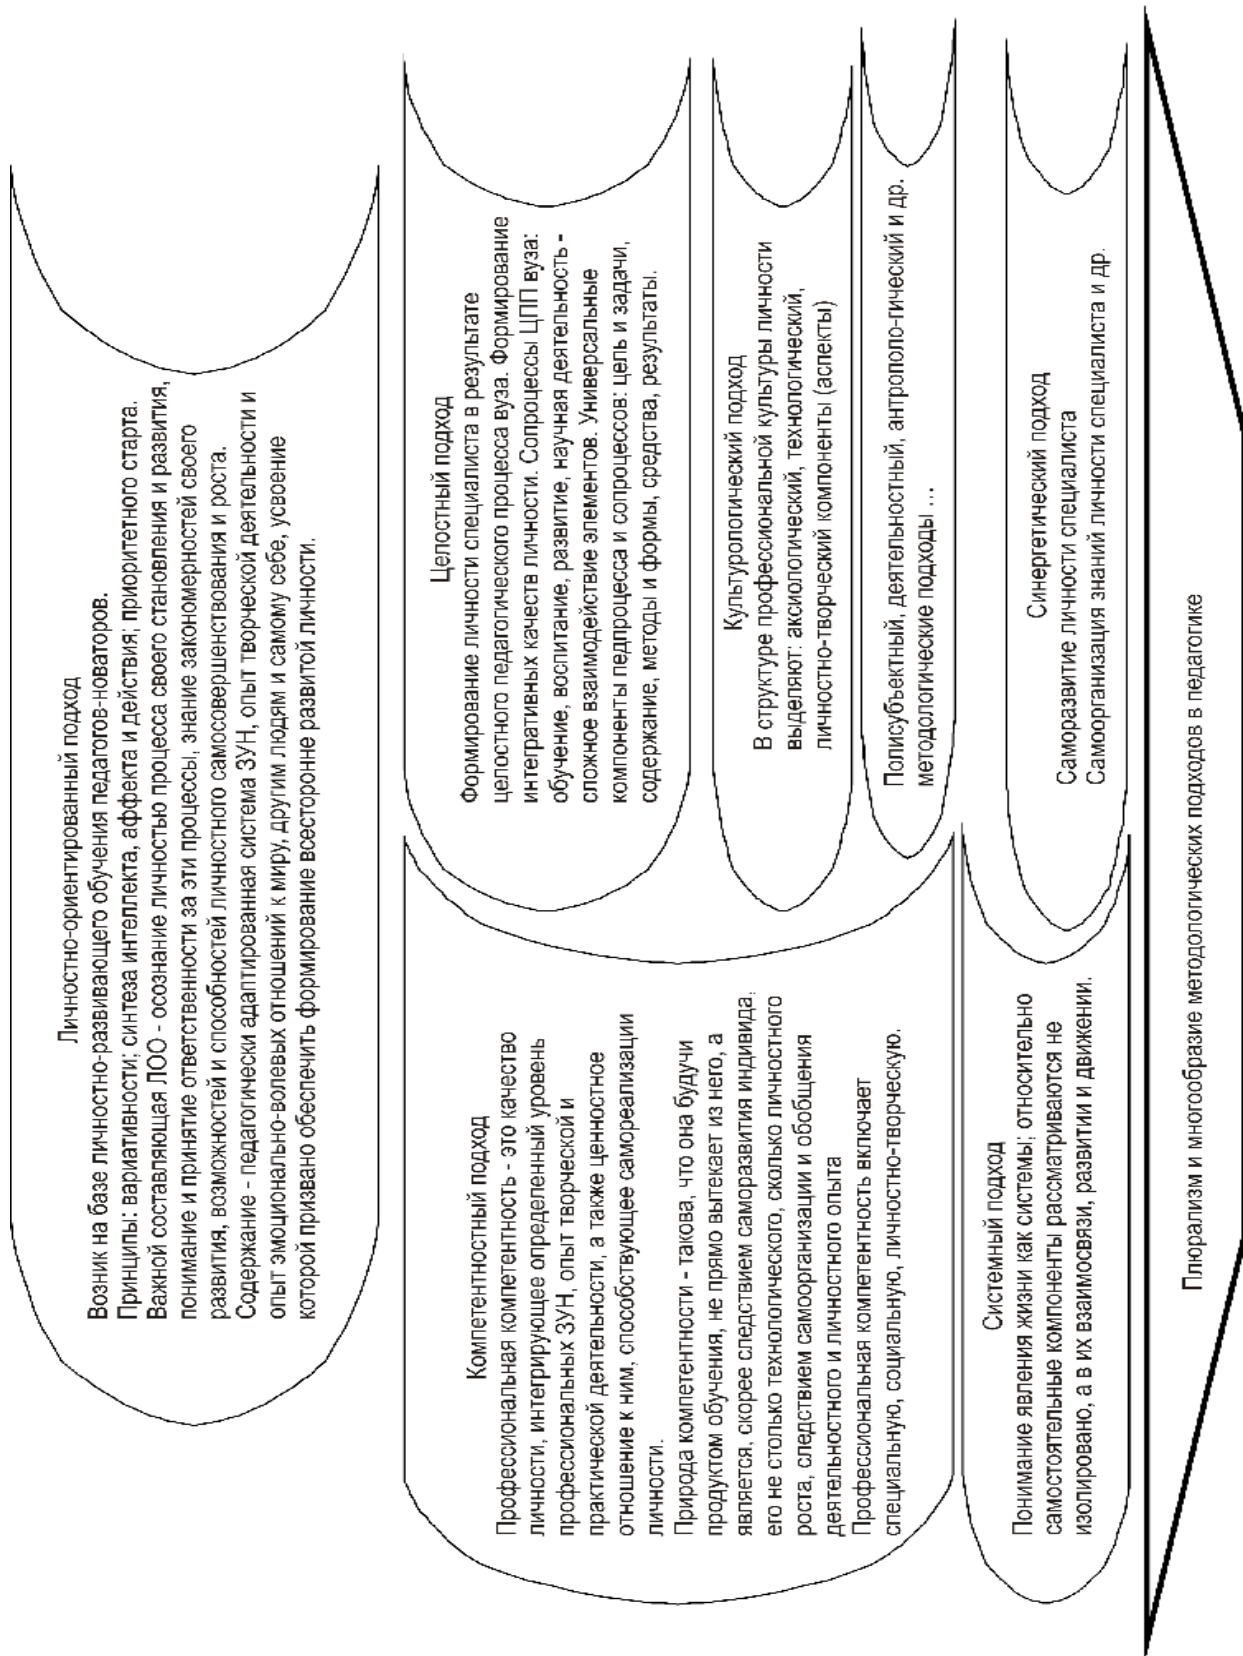 Личностно-ориентированный подход
Возник на базе личностно-развивающего обучения педагогов-новаторов.
Принципы: вариативности; синтеза интеллекта, аффекта и действия; приоритетного старта.
Важной составляющая ЛОО - осознание личностью процесса своего становления и развития,
понимание и принятие ответственности за эти процессы, знание закономерностей своего
развития, возможностей и способностей личностного самосовершенствования и роста.
Содержание - педагогически адаптированная система ЗУН, опыт творческой деятельности и
опыт эмоционально-волевых отношений к миру, другим людям и самому себе, усвоение
которой призвано обеспечить формирование всесторонне развитой личности.
Компетентностный подход
Профессиональная компетентность - это качество
личности, интегрирующее определенный уровень
профессиональных ЗУН, опыт творческой и
практической деятельности, а также ценностное
отношение к ним, способствующее самореализации
личности.
Природа компетентности - такова, что она будучи
продуктом обучения, не прямо вытекает из него, а
является, скорее следствием саморазвития индивида,
его не столько технологического, сколько личностного
роста, следствием самоорганизации и обобщения
деятельностного и личностного опыта
Профессиональная компетентность включает
специальную, социальную, личностно-творческую.
Целостный подход
Формирование личности специалиста в результате
целостного педагогического процесса вуза. Формирование
интегративных качеств личности. Сопроцессы ЦПП вуза:
обучение, воспитание, развитие, научная деятельность -
сложное взаимодействие элементов. Универсальные
компоненты педпроцесса и сопроцессов: цель и задачи,
содержание, методы и формы, средства, результаты.
Культурологический подход
В структуре профессиональной культуры личности
выделяют: аксиологический, технологический,
личностно-творческий компоненты (аспекты)
Полисубъектный, деятельностный, антрополо-гический и др.
методологические подходы ...
Системный подход
Понимание явления жизни как системы; относительно
самостоятельные компоненты рассматриваются не
изолировано, а в их взаимосвязи, развитии и движении.
Синергетический подход
Саморазвитие личности специалиста
Самоорганизация знаний личности специалиста и др.
Плюрализм и многообразие методологических подходов в педагогике